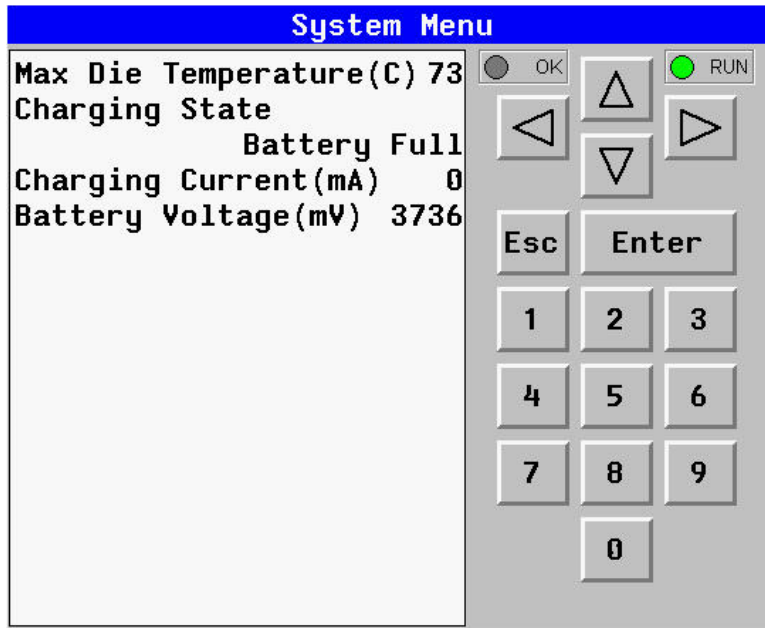 System Menu
Max Die Temperature(C) 73
Charging State
Battery Full
Charging Current(mA) 0
Battery Voltage(mV) 3736
OK
RUN
Esc
Enter
1
2
3
4
5
6
7
8
9
0